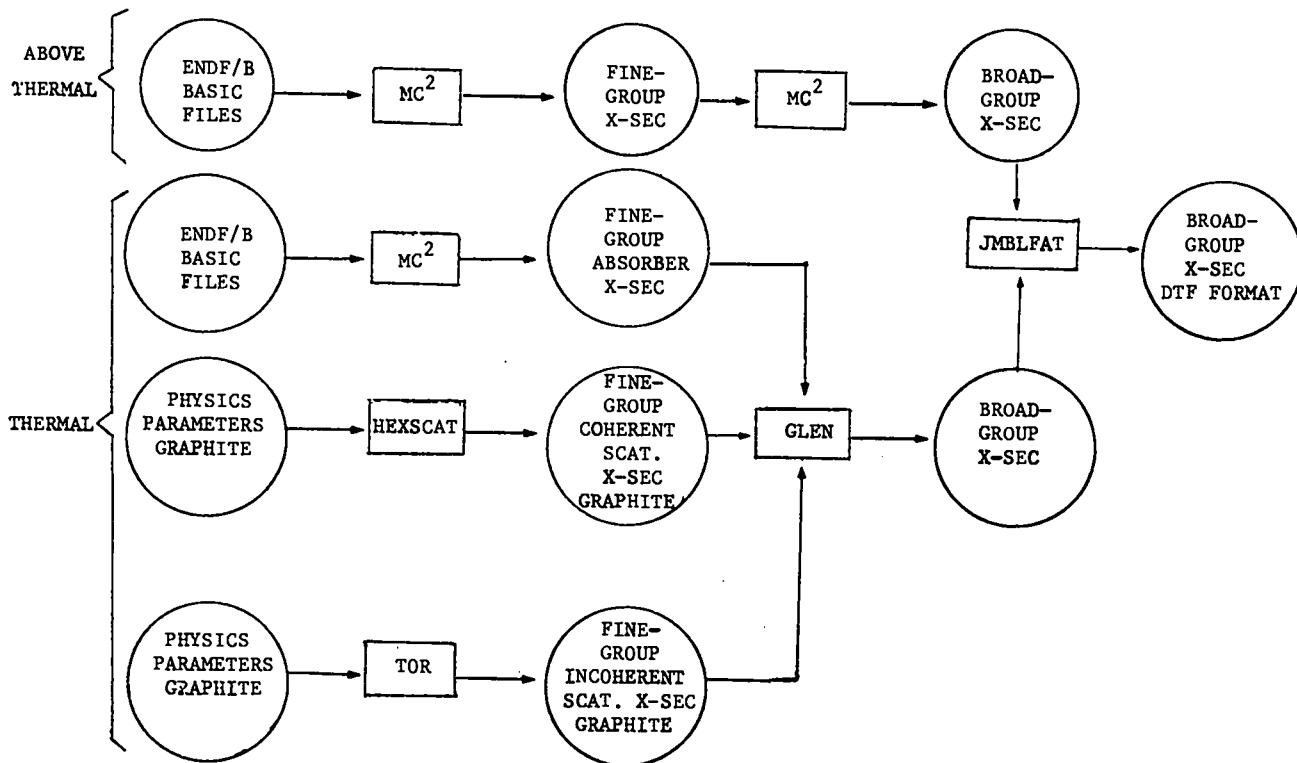 ABOVE
THERMAL
ENDF/B
BASIC
FILES
MC²
FINE-
GROUP
X-SEC
MC²
BROAD-
GROUP
X-SEC
THERMAL
ENDF/B
BASIC
FILES
MC²
FINE-
GROUP
ABSORBER
X-SEC
JMBLFAT
BROAD-
GROUP
X-SEC
DTF FORMAT
PHYSICS
PARAMETERS
GRAPHITE
HEXSCAT
FINE-
GROUP
COHERENT
SCAT.
X-SEC
GRAPHITE
GLEN
BROAD-
GROUP
X-SEC
PHYSICS
PARAMETERS
GRAPHITE
TOR
FINE-
GROUP
INCOHERENT
SCAT. X-SEC
GRAPHITE